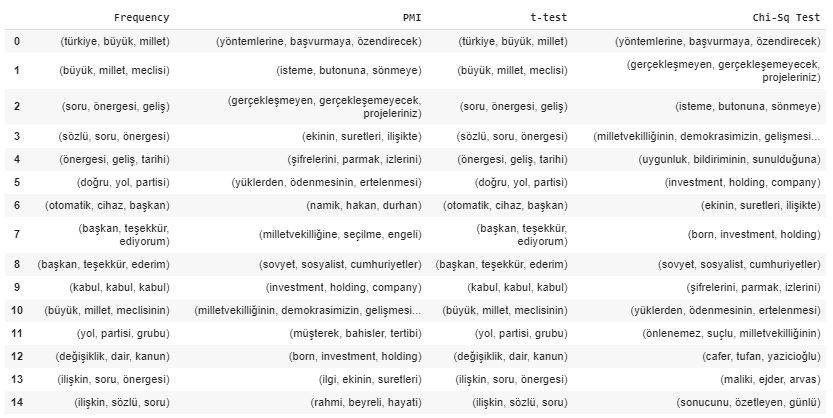 Frequency PMI t-test Chi-Sq Test
0 (türkiye, büyük, millet) (yöntemlerine, başvurmaya, özendirecek) (türkiye, büyük, millet) (yöntemlerine, başvurmaya, özendirecek)
1 (büyük, millet, meclisi) (isteme, butonuna, sönmeye) (büyük, millet, meclisi) (gerçekleşmeyen, gerçekleşemeyecek,
projeleriniz)
2 (soru, önergesi, geliş) (gerçekleşmeyen, gerçekleşemeyecek,
projeleriniz) (soru, önergesi, geliş) (isteme, butonuna, sönmeye)
3 (sözlü, soru, önergesi) (ekinin, suretleri, ilişikte) (sözlü, soru, önergesi) (milletvekilliğinin, demokrasimizin, gelişmesi...
4 (önergesi, geliş, tarihi) (şifrelerini, parmak, izlerini) (önergesi, geliş, tarihi) (uygunluk, bildiriminin, sunulduğuna)
5 (doğru, yol, partisi) (yüklerden, ödenmesinin, ertelenmesi) (doğru, yol, partisi) (investment, holding, company)
6 (otomatik, cihaz, başkan) (namik, hakan, durhan) (otomatik, cihaz, başkan) (ekinin, suretleri, ilişikte)
7 (başkan, teşekkür,
ediyorum) (milletvekilliğine, seçilme, engeli) (başkan, teşekkür,
ediyorum) (born, investment, holding)
8 (başkan, teşekkür, ederim) (sovyet, sosyalist, cumhuriyetler) (başkan, teşekkür, ederim) (sovyet, sosyalist, cumhuriyetler)
9 (kabul, kabul, kabul) (investment, holding, company) (kabul, kabul, kabul) (şifrelerini, parmak, izlerini)
10 (büyük, millet, meclisinin) (milletvekilliğinin, demokrasimizin, gelişmesi... (büyük, millet, meclisinin) (yüklerden, ödenmesinin, ertelenmesi)
11 (yol, partisi, grubu) (müşterek, bahisler, tertibi) (yol, partisi, grubu) (önlenemez, suçlu, milletvekilliğinin)
12 (değişiklik, dair, kanun) (born, investment, holding) (değişiklik, dair, kanun) (cafer, tufan, yazicioğlu)
13 (ilişkin, soru, önergesi) (ilgi, ekinin, suretleri) (ilişkin, soru, önergesi) (maliki, ejder, arvas)
14 (ilişkin, sözlü, soru) (rahmi, beyreli, hayati) (ilişkin, sözlü, soru) (sonucunu, özetleyen, günlü)